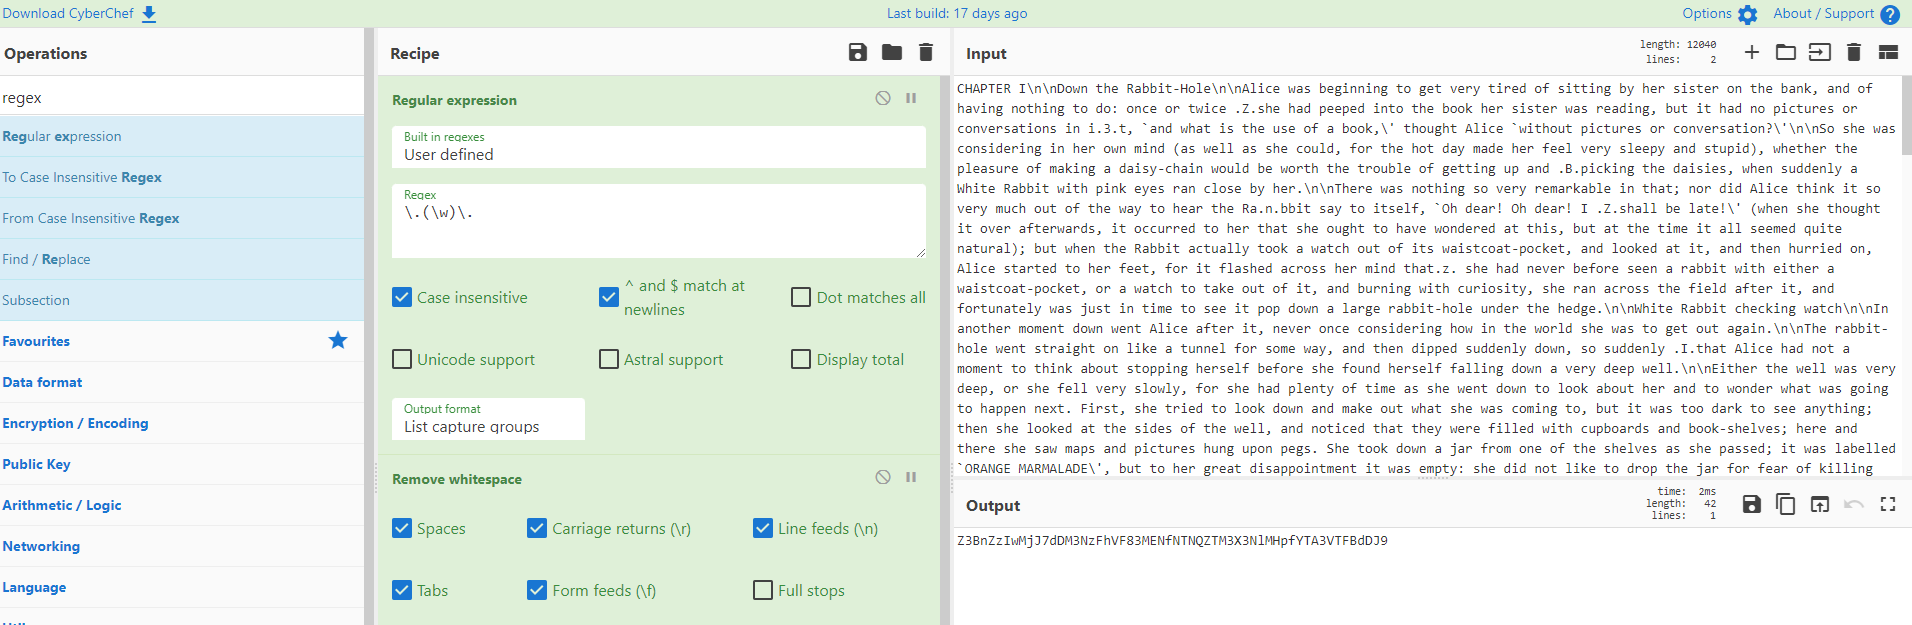 Download CyberChef
Last build: 17 days ago
Options
About / Support
Operations
regex
Regular expression
To Case Insensitive Regex
From Case Insensitive Regex
Find / Replace
Subsection
Favourites
Data format
Encryption / Encoding
Public Key
Arithmetic / Logic
Networking
Language
Recipe
Regular expression
Built in regexes
User defined
Regex
\.(\w)\.
Case insensitive
^ and $ match at
newlines
Dot matches all
Unicode support
Astral support
Display total
Output format
List capture groups
Remove whitespace
Spaces
Carriage returns (\r)
Line feeds (\n)
Tabs
Form feeds (\f)
Full stops
Input
length: 12040
lines: 2
CHAPTER I\n\nDown the Rabbit-Hole\n\nAlice was beginning to get very tired of sitting by her sister on the bank, and of
having nothing to do: once or twice .Z.she had peeped into the book her sister was reading, but it had no pictures or
conversations in i.3.t, `and what is the use of a book,\' thought Alice `without pictures or conversation?\'\n\nSo she was
considering in her own mind (as well as she could, for the hot day made her feel very sleepy and stupid), whether the
pleasure of making a daisy-chain would be worth the trouble of getting up and .B.picking the daisies, when suddenly a
White Rabbit with pink eyes ran close by her.\n\nThere was nothing so very remarkable in that; nor did Alice think it so
very much out of the way to hear the Ra.n.bbit say to itself, `Oh dear! Oh dear! I .Z.shall be late!\' (when she thought
it over afterwards, it occurred to her that she ought to have wondered at this, but at the time it all seemed quite
natural); but when the Rabbit actually took a watch out of its waistcoat-pocket, and looked at it, and then hurried on,
Alice started to her feet, for it flashed across her mind that.z. she had never before seen a rabbit with either a
waistcoat-pocket, or a watch to take out of it, and burning with curiosity, she ran across the field after it, and
fortunately was just in time to see it pop down a large rabbit-hole under the hedge.\n\nWhite Rabbit checking watch\n\nIn
another moment down went Alice after it, never once considering how in the world she was to get out again.\n\nThe rabbit-
hole went straight on like a tunnel for some way, and then dipped suddenly down, so suddenly .I.that Alice had not a
moment to think about stopping herself before she found herself falling down a very deep well.\n\nEither the well was very
deep, or she fell very slowly, for she had plenty of time as she went down to look about her and to wonder what was going
to happen next. First, she tried to look down and make out what she was coming to, but it was too dark to see anything;
then she looked at the sides of the well, and noticed that they were filled with cupboards and book-shelves; here and
there she saw maps and pictures hung upon pegs. She took down a jar from one of the shelves as she passed; it was labelled
`ORANGE MARMALADE\', but to her great disappointment it was empty: she did not like to drop the jar for fear of killing
Output
time: 2ms
length: 42
lines: 1
Z3BnZzIwMjJ7dDM3NzFhVF83MENfNTNQZTM3X3NlMHpfYTA3VTFBdDJ9